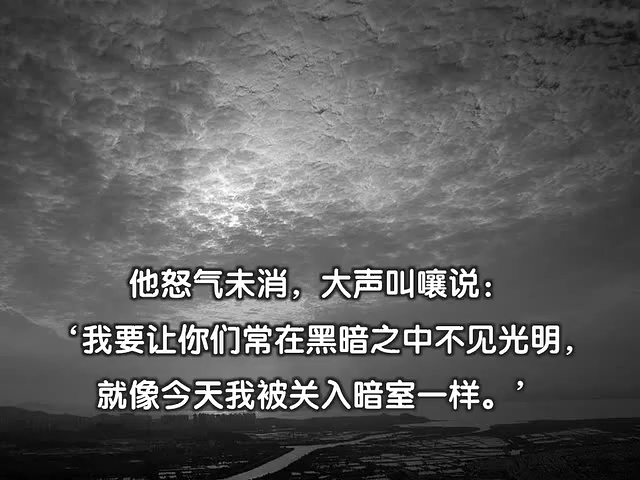 他怒气未消，大声叫嚷说：
‘我要让你们常在黑暗之中不见光明，
就像今天我被关入暗室一样。’